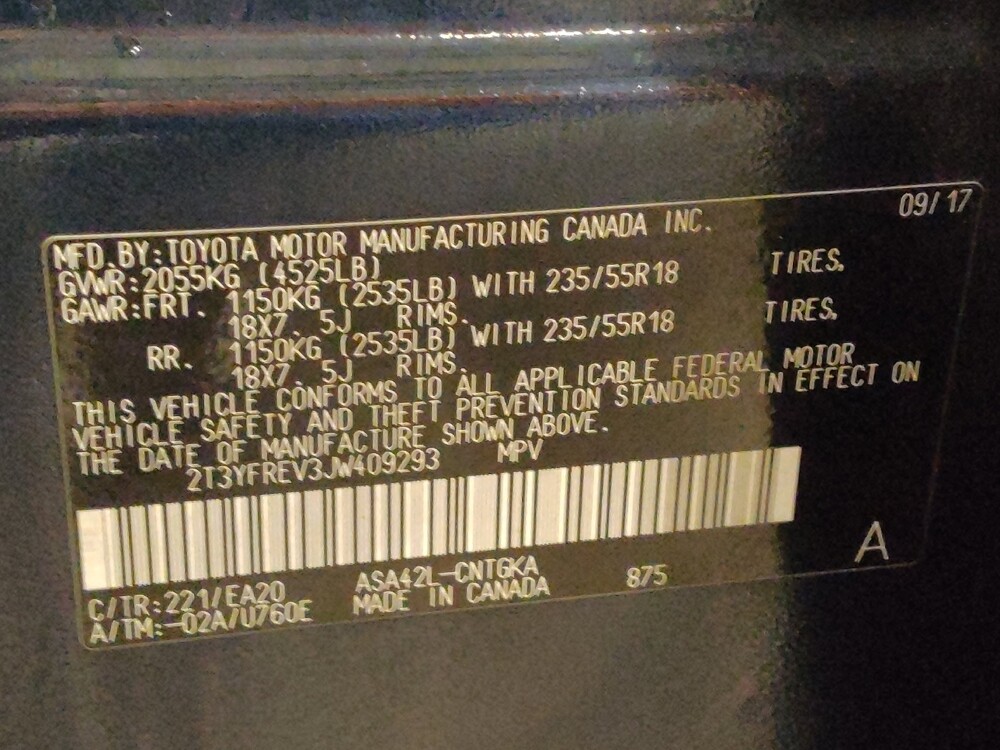 09/17
MFD.BY:TOYOTA MOTOR MANUFACTURING CANADA INC.
GVWR:2055KG (4525LB)
GAWR:FRT. 1150KG (2535LB) WITH 235/55R18 TIRES.
18X7.5J RIMS.
RR. 1150KG (2535LB) WITH 235/55R18 TIRES.
18X7.5J RIMS.
THIS VEHICLE CONFORMS TO ALL APPLICABLE FEDERAL MOTOR
VEHICLE SAFETY AND THEFT PREVENTION STANDARDS IN EFFECT ON
THE DATE OF MANUFACTURE SHOWN ABOVE.
2T3YFREV3JW409293 MPV
A
C/TR:221/EA20 ASA42L-CNTGKA 875
A/TM:-02A/U760E MADE IN CANADA